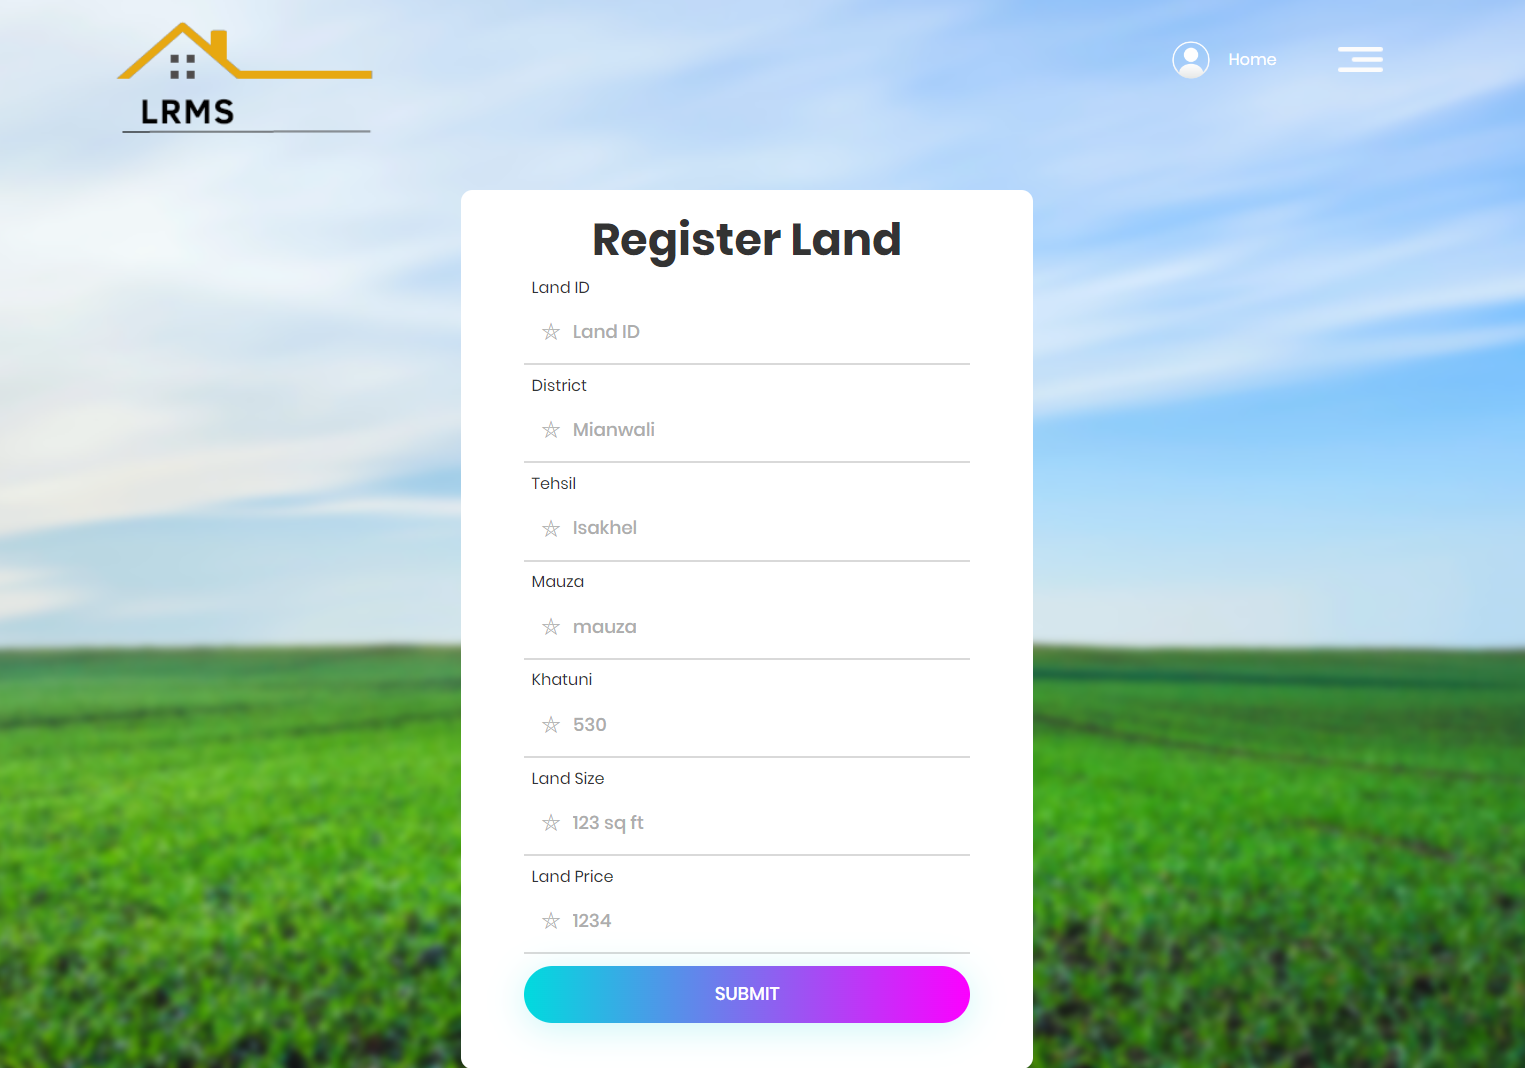 LRMS
Home
Register Land
Land ID
Land ID
District
Mianwali
Tehsil
Isakhel
Mauza
mauza
Khatuni
530
Land Size
123 sq ft
Land Price
1234
SUBMIT